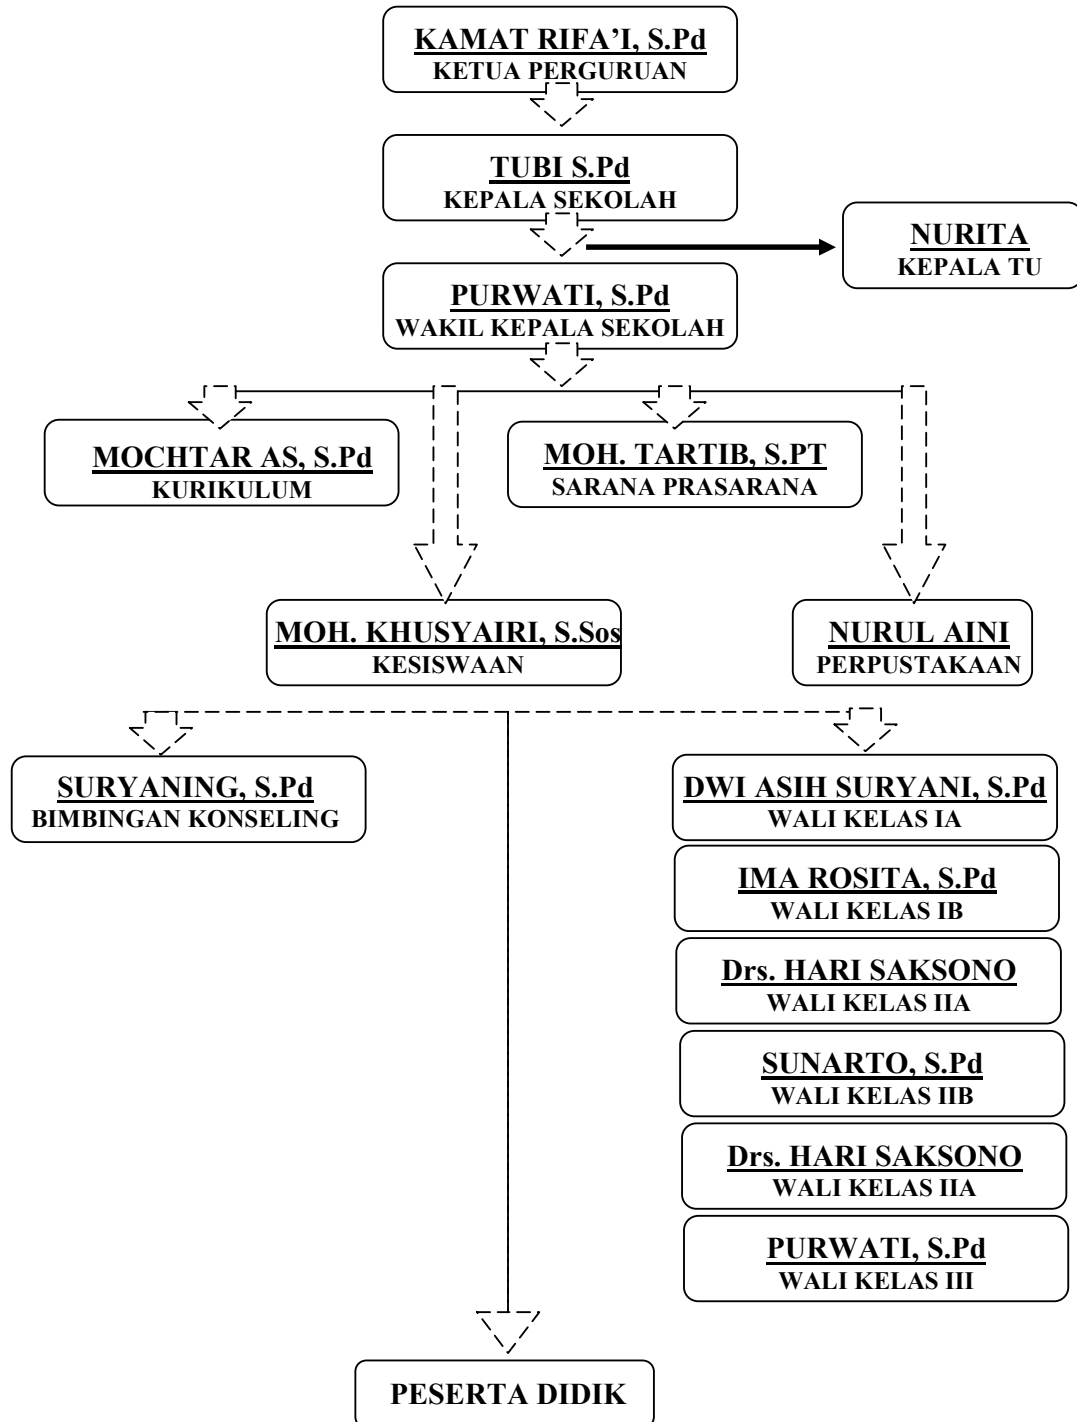 KAMAT RIFA’I, S.Pd
KETUA PERGURUAN
TUBI S.Pd
KEPALA SEKOLAH
NURITA
KEPALA TU
PURWATI, S.Pd
WAKIL KEPALA SEKOLAH
MOCHTAR AS, S.Pd
KURIKULUM
MOH. TARTIB, S.PT
SARANA PRASARANA
MOH. KHUSYAIRI, S.Sos
KESISWAAN
NURUL AINI
PERPUSTAKAAN
SURYANING, S.Pd
BIMBINGAN KONSELING
DWI ASIH SURYANI, S.Pd
WALI KELAS IA
IMA ROSITA, S.Pd
WALI KELAS IB
Drs. HARI SAKSONO
WALI KELAS IIA
SUNARTO, S.Pd
WALI KELAS IIB
Drs. HARI SAKSONO
WALI KELAS IIA
PURWATI, S.Pd
WALI KELAS III
PESERTA DIDIK